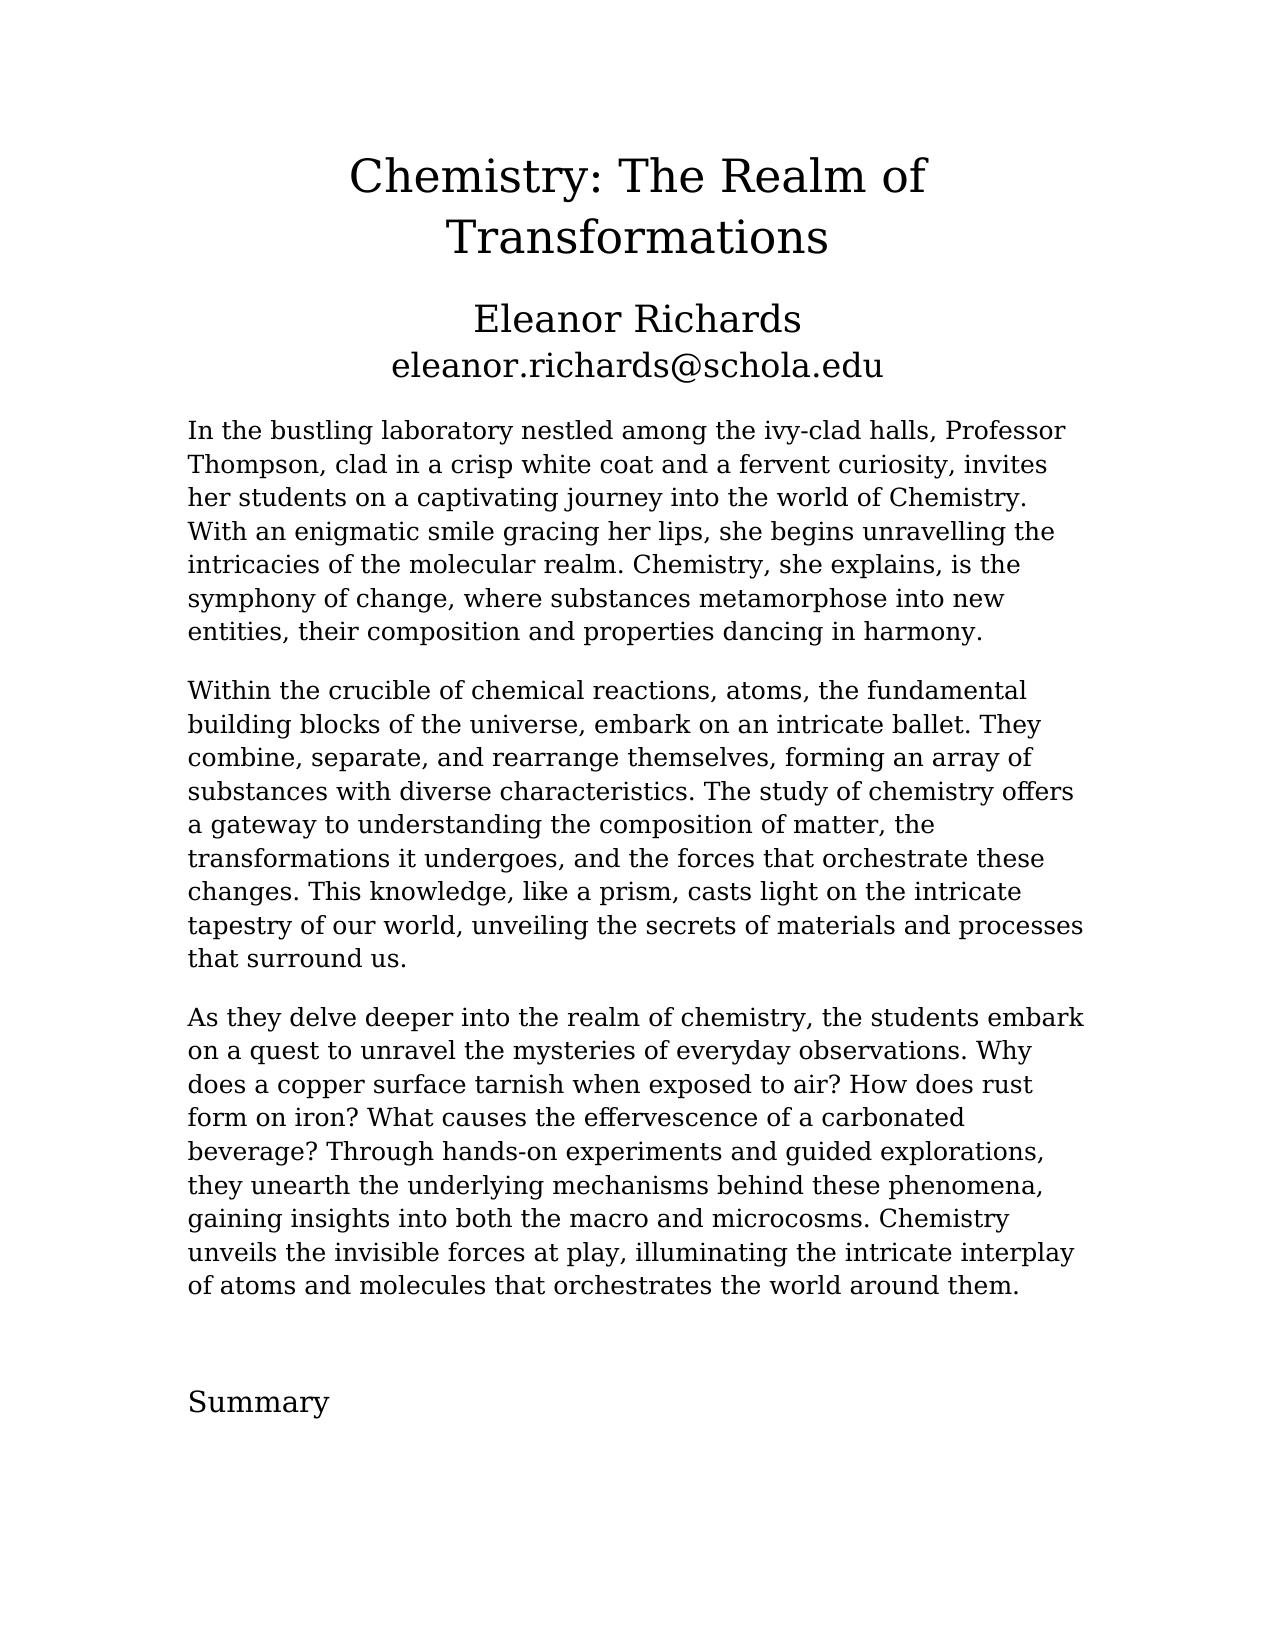 Chemistry: The Realm of
Transformations
Eleanor Richards
eleanor.richards@schola.edu
In the bustling laboratory nestled among the ivy-clad halls, Professor
Thompson, clad in a crisp white coat and a fervent curiosity, invites
her students on a captivating journey into the world of Chemistry.
With an enigmatic smile gracing her lips, she begins unravelling the
intricacies of the molecular realm. Chemistry, she explains, is the
symphony of change, where substances metamorphose into new
entities, their composition and properties dancing in harmony.
Within the crucible of chemical reactions, atoms, the fundamental
building blocks of the universe, embark on an intricate ballet. They
combine, separate, and rearrange themselves, forming an array of
substances with diverse characteristics. The study of chemistry offers
a gateway to understanding the composition of matter, the
transformations it undergoes, and the forces that orchestrate these
changes. This knowledge, like a prism, casts light on the intricate
tapestry of our world, unveiling the secrets of materials and processes
that surround us.
As they delve deeper into the realm of chemistry, the students embark
on a quest to unravel the mysteries of everyday observations. Why
does a copper surface tarnish when exposed to air? How does rust
form on iron? What causes the effervescence of a carbonated
beverage? Through hands-on experiments and guided explorations,
they unearth the underlying mechanisms behind these phenomena,
gaining insights into both the macro and microcosms. Chemistry
unveils the invisible forces at play, illuminating the intricate interplay
of atoms and molecules that orchestrates the world around them.
Summary